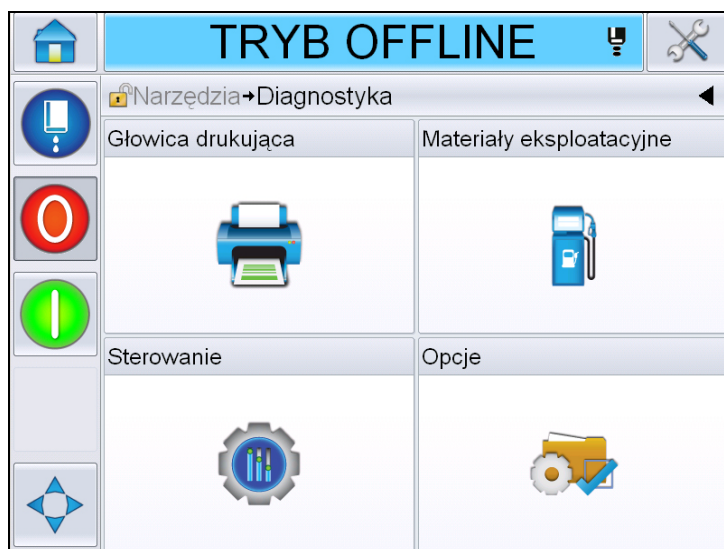 TRYB OFFLINE
Narzędzia→Diagnostyka
Głowica drukująca
Materiały eksploatacyjne
Sterowanie
Opcje